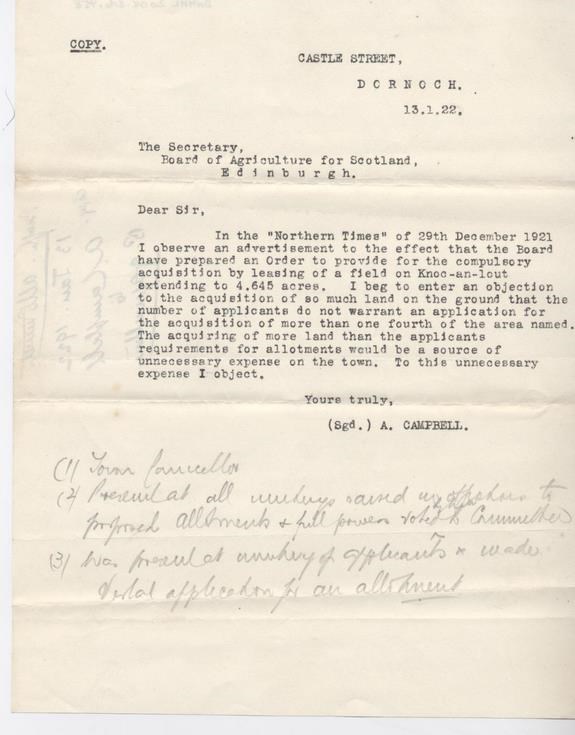 COPY.
CASTLE STREET,
DORNOCH.
13.1.22.
The Secretary,
Board of Agriculture for Scotland,
Edinburgh.
Dear Sir,
In the "Northern Times" of 29th December 1921
I observe an advertisement to the effect that the Board
have prepared an Order to provide for the compulsory
acquisition by leasing of a field on Knoc-an-lout
extending to 4.645 acres. I beg to enter an objection
to the acquisition of so much land on the ground that the
number of applicants do not warrant an application for
the acquisition of more than one fourth of the area named.
The acquiring of more land than the applicants
requirements for allotments would be a source of
unnecessary expense on the town. To this unnecessary
expense I object.
Yours truly,
(Sgd.) A. CAMPBELL.
(1) Town Councillor
(2) Present at all meetings raised no objections to
proposed Allotments & full powers voted to Committee
(3) Was present at meeting of applicants & made
verbal application for an allotment